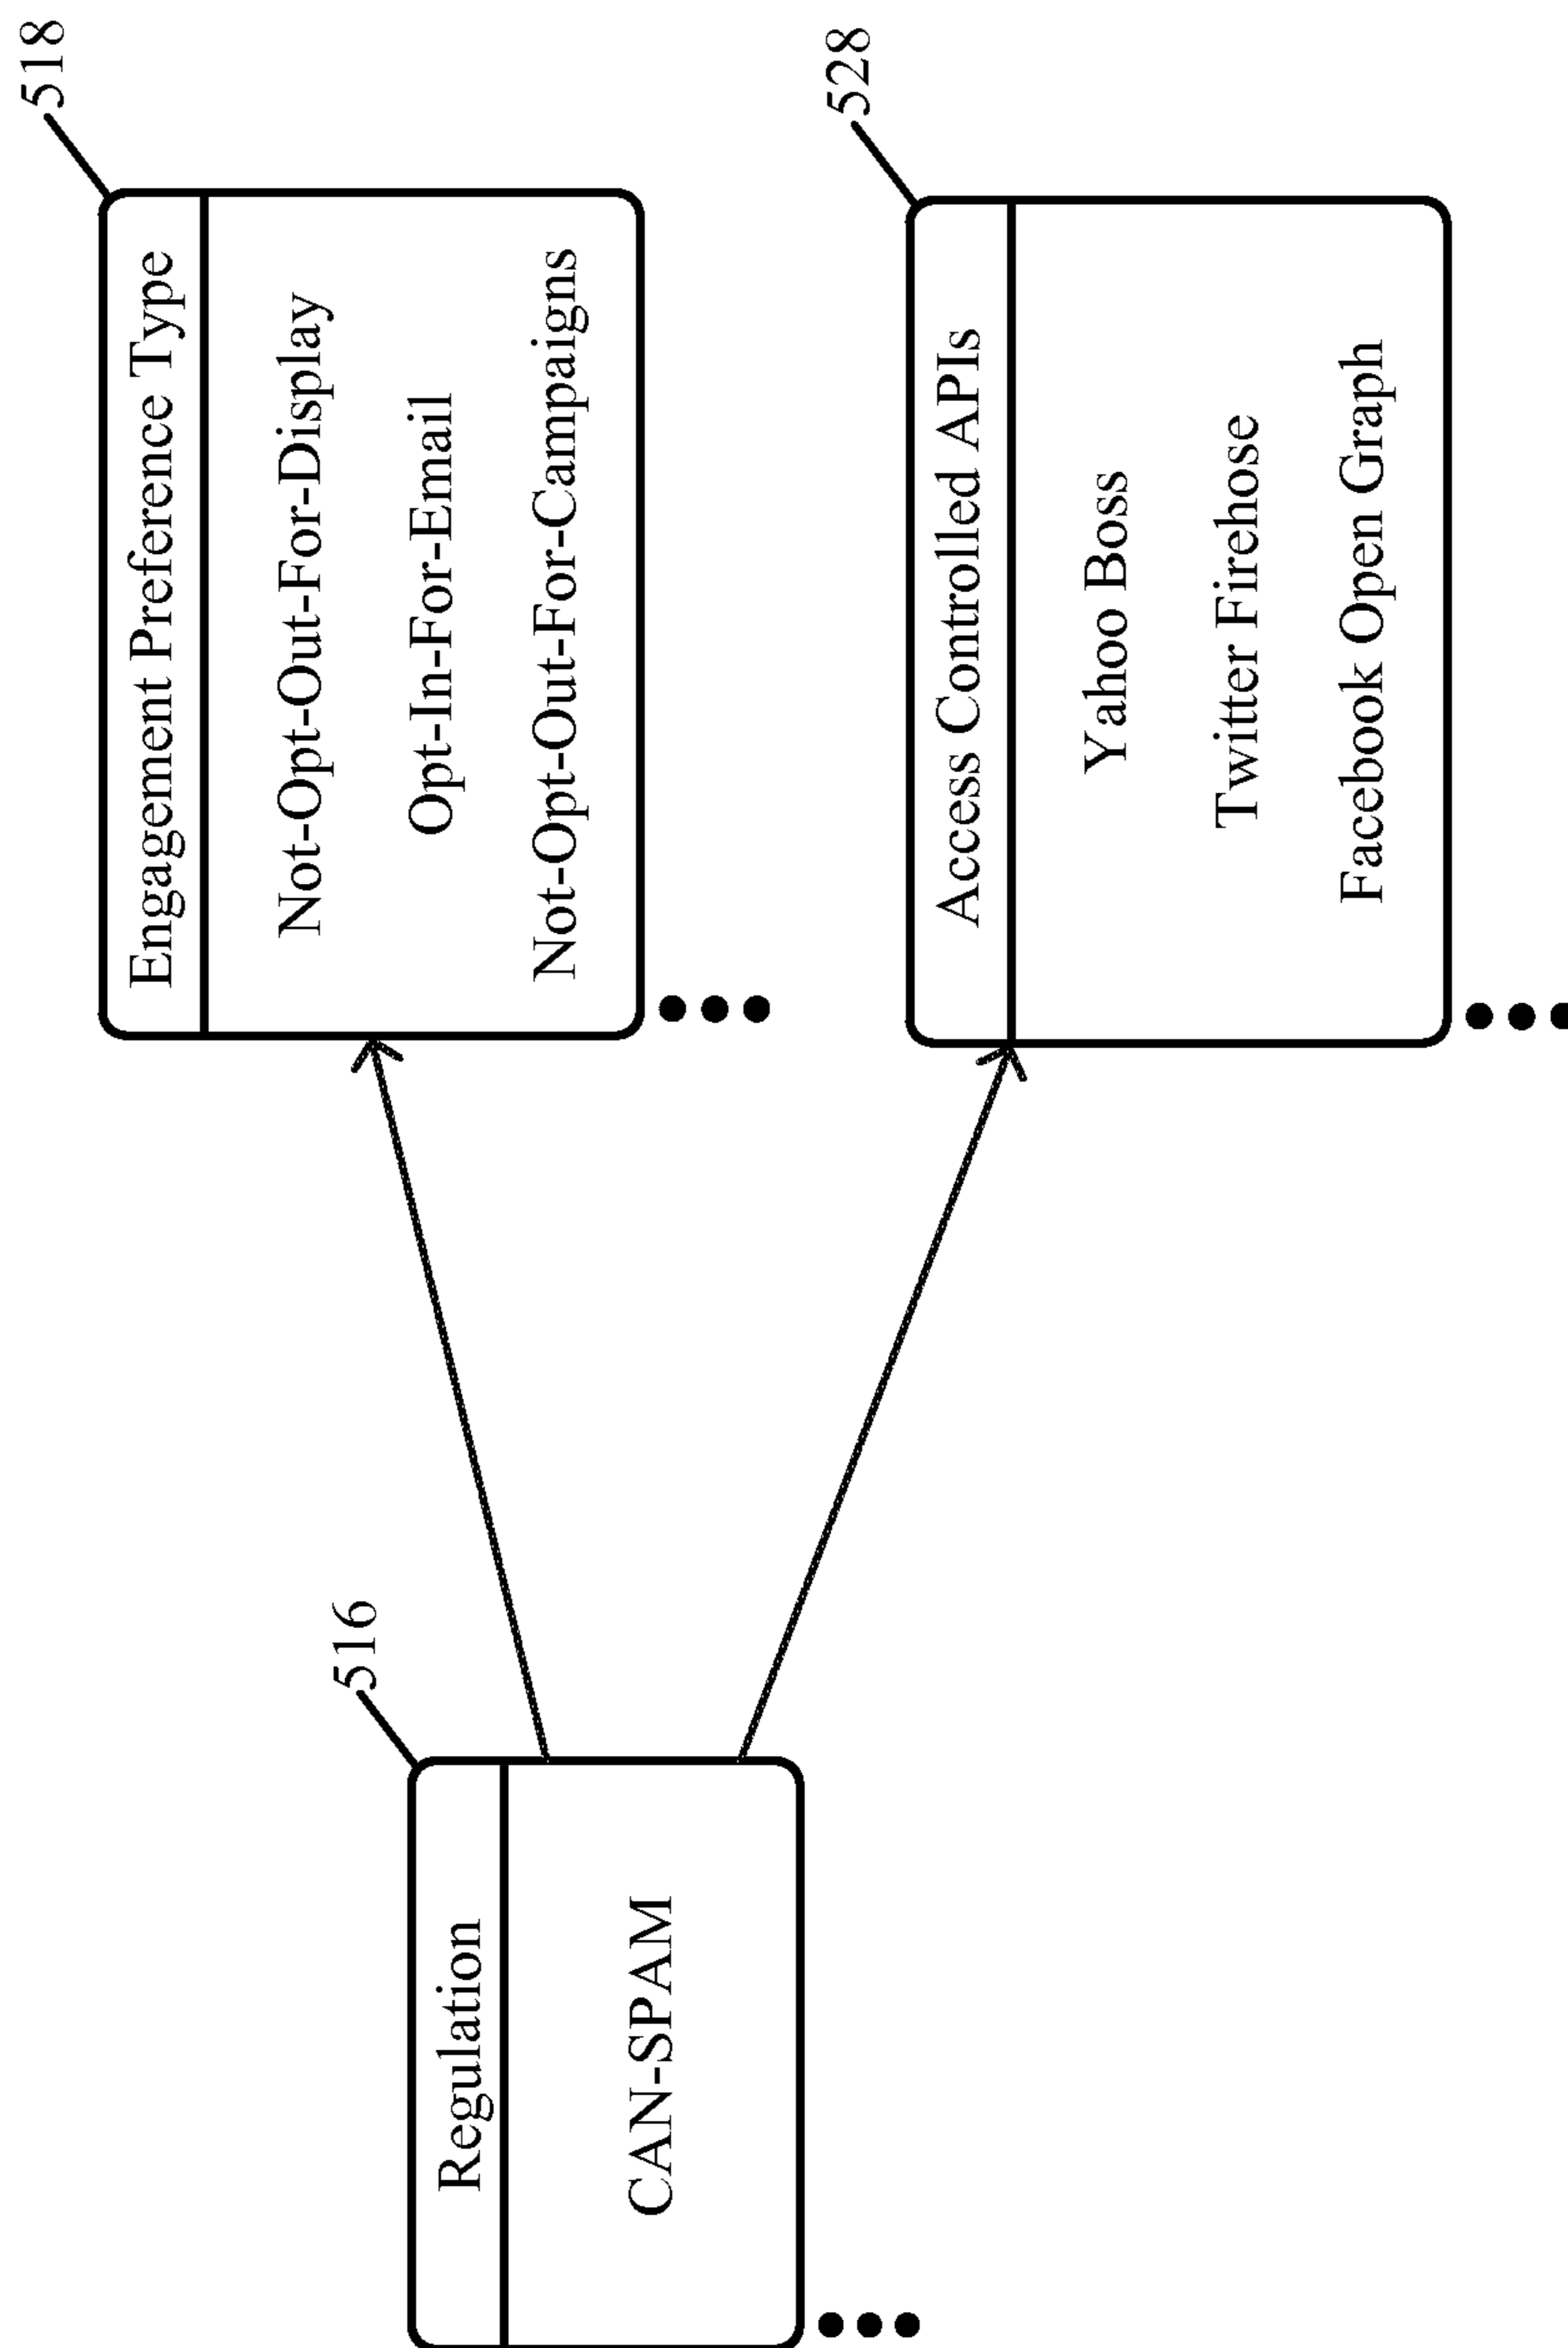 516
Regulation
CAN-SPAM
518
Engagement Preference Type
Not-Opt-Out-For-Display
Opt-In-For-Email
Not-Opt-Out-For-Campaigns
528
Access Controlled APIs
Yahoo Boss
Twitter Firehose
Facebook Open Graph